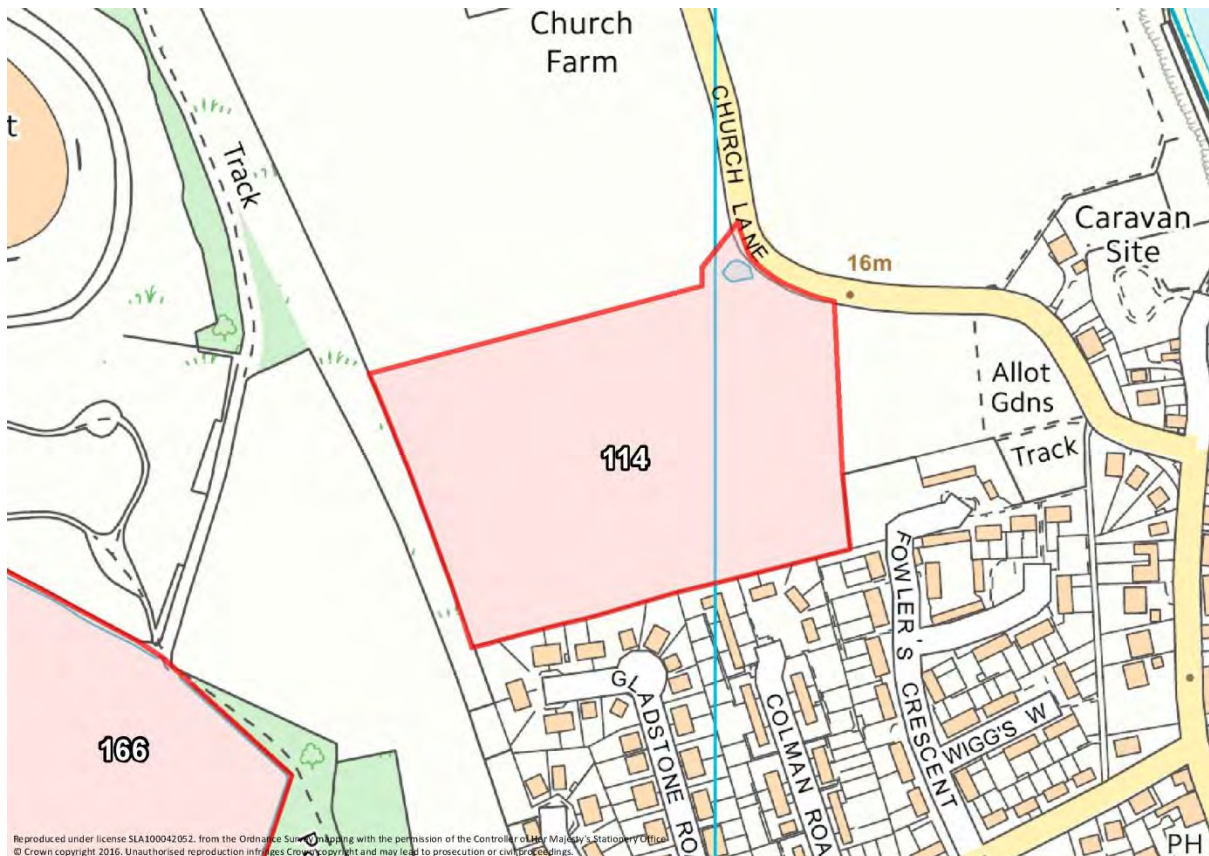 Church
Farm
t
Track
CHURCH LANE
16m
Caravan
Site
Allot
Gdns
Track
114
166
FOWLER'S CRESCENT
WIGG'S W
GLADSTONE RO
COLMAN ROA
PH
Reproduced under license SLA100042052. from the Ordnance Survey mapping with the permission of the Controller of Her Majesty's Stationery Office
© Crown copyright 2016. Unauthorised reproduction infringes Crown copyright and may lead to prosecution or civil proceedings.